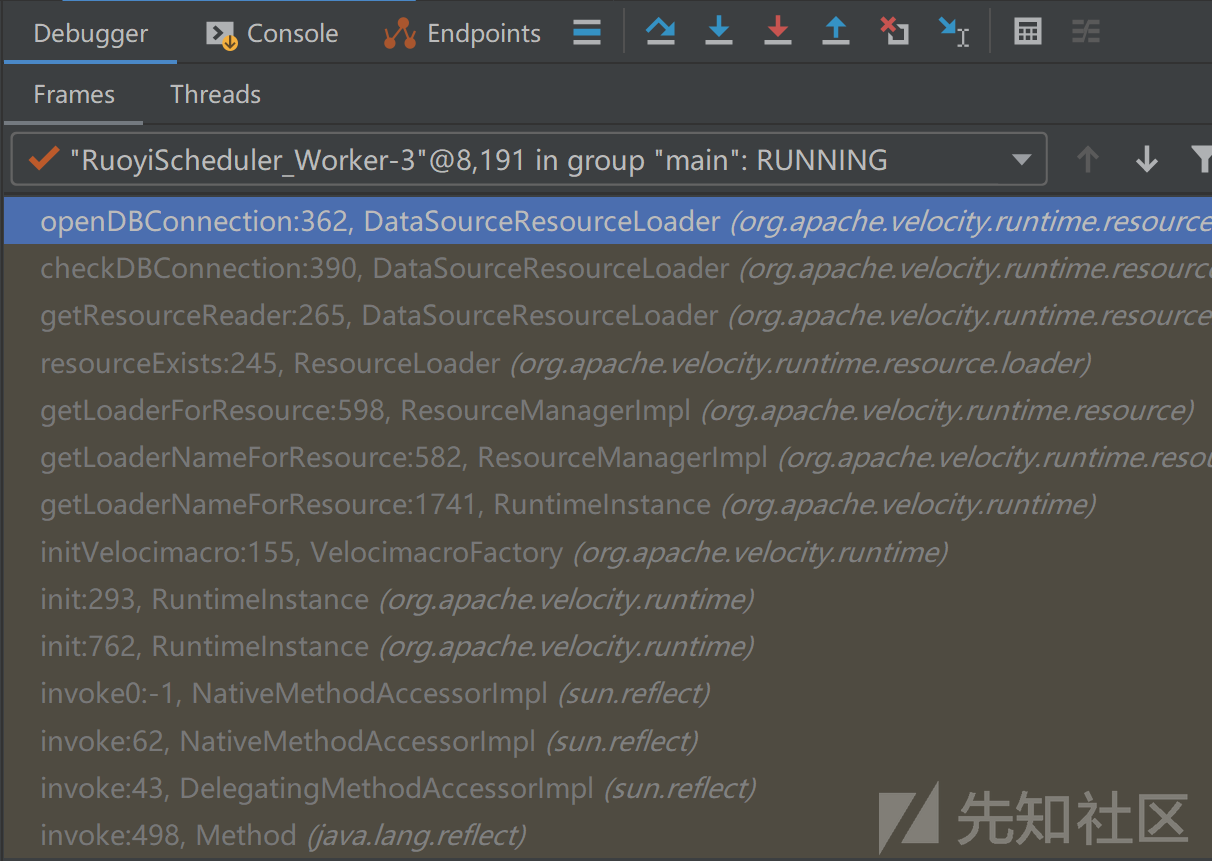 Debugger Console Endpoints
Frames Threads
"RuoyiScheduler_Worker-3"@8,191 in group "main": RUNNING
openDBConnection:362, DataSourceResourceLoader (org.apache.velocity.runtime.resource
checkDBConnection:390, DataSourceResourceLoader (org.apache.velocity.runtime.resourc
getResourceReader:265, DataSourceResourceLoader (org.apache.velocity.runtime.resource
resourceExists:245, ResourceLoader (org.apache.velocity.runtime.resource.loader)
getLoaderForResource:598, ResourceManagerImpl (org.apache.velocity.runtime.resource)
getLoaderNameForResource:582, ResourceManagerImpl (org.apache.velocity.runtime.resou
getLoaderNameForResource:1741, RuntimeInstance (org.apache.velocity.runtime)
initVelocimacro:155, VelocimacroFactory (org.apache.velocity.runtime)
init:293, RuntimeInstance (org.apache.velocity.runtime)
init:762, RuntimeInstance (org.apache.velocity.runtime)
invoke0:-1, NativeMethodAccessorImpl (sun.reflect)
invoke:62, NativeMethodAccessorImpl (sun.reflect)
invoke:43, DelegatingMethodAccessorImpl (sun.reflect)
invoke:498, Method (java.lang.reflect)
先知社区